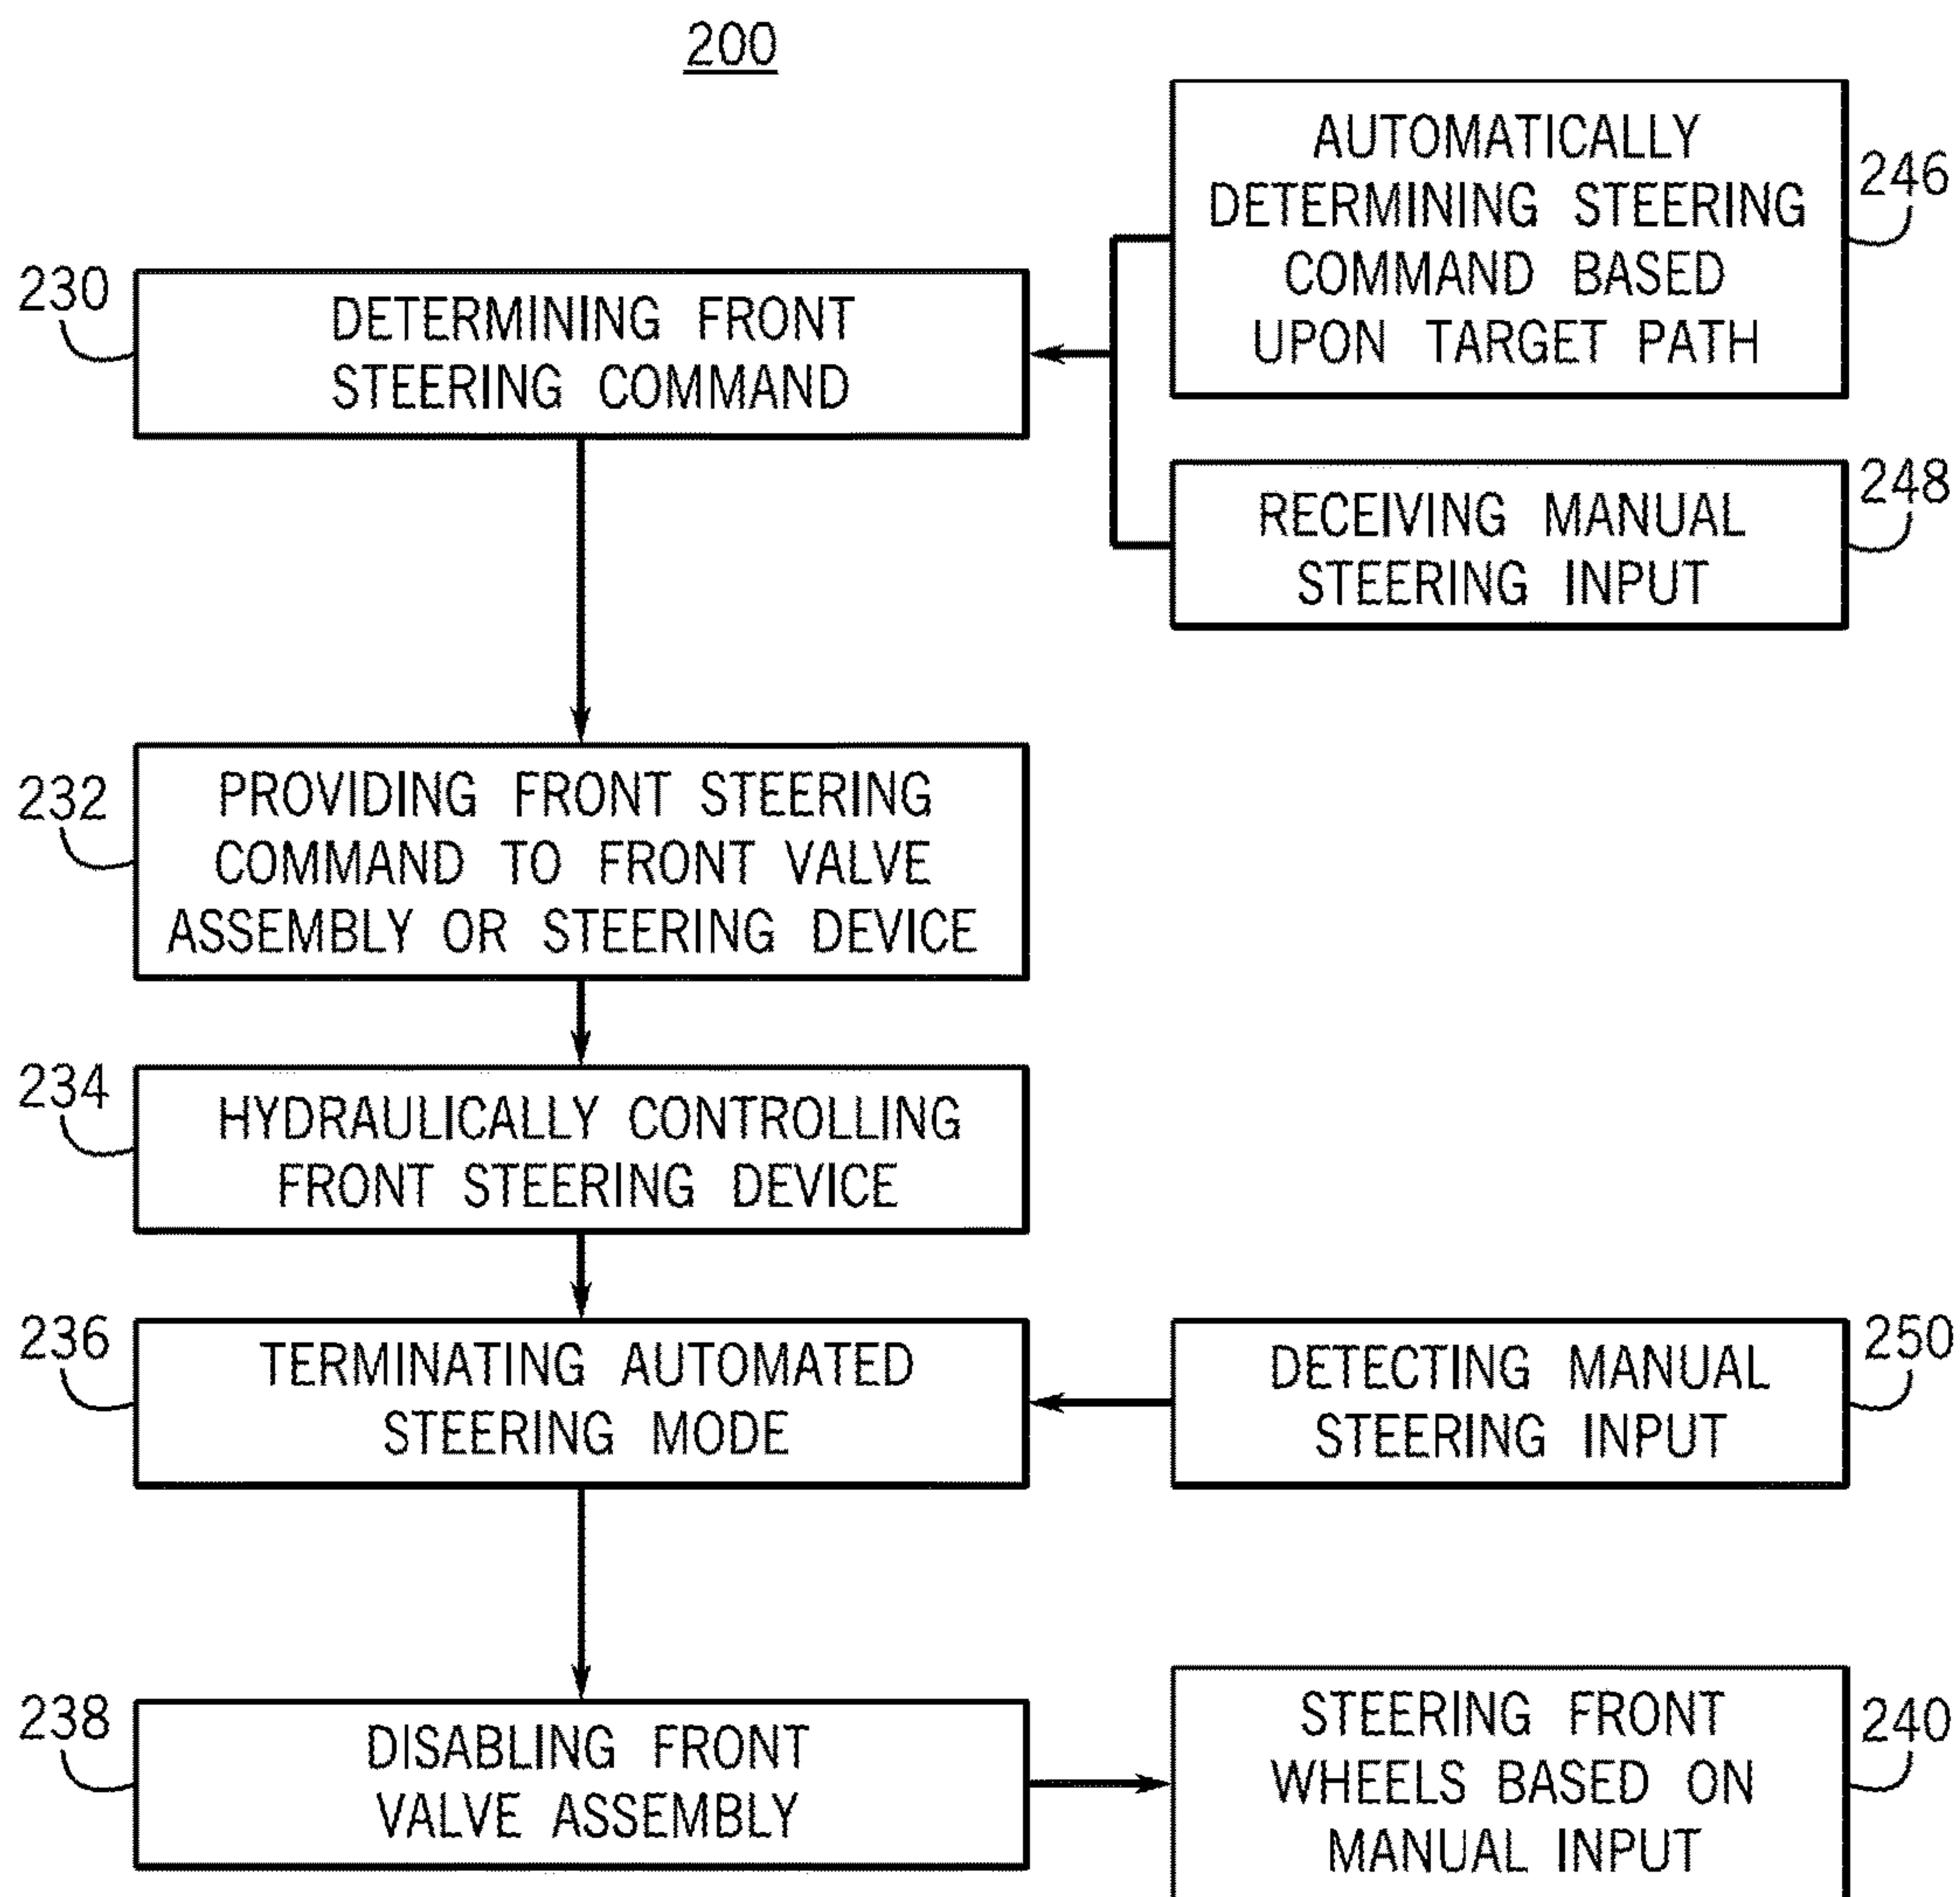 200
AUTOMATICALLY
DETERMINING STEERING
COMMAND BASED
UPON TARGET PATH
246
230
DETERMINING FRONT
STEERING COMMAND
RECEIVING MANUAL
STEERING INPUT
248
232
PROVIDING FRONT STEERING
COMMAND TO FRONT VALVE
ASSEMBLY OR STEERING DEVICE
234
HYDRAULICALLY CONTROLLING
FRONT STEERING DEVICE
236
TERMINATING AUTOMATED
STEERING MODE
DETECTING MANUAL
STEERING INPUT
250
238
DISABLING FRONT
VALVE ASSEMBLY
STEERING FRONT
WHEELS BASED ON
MANUAL INPUT
240